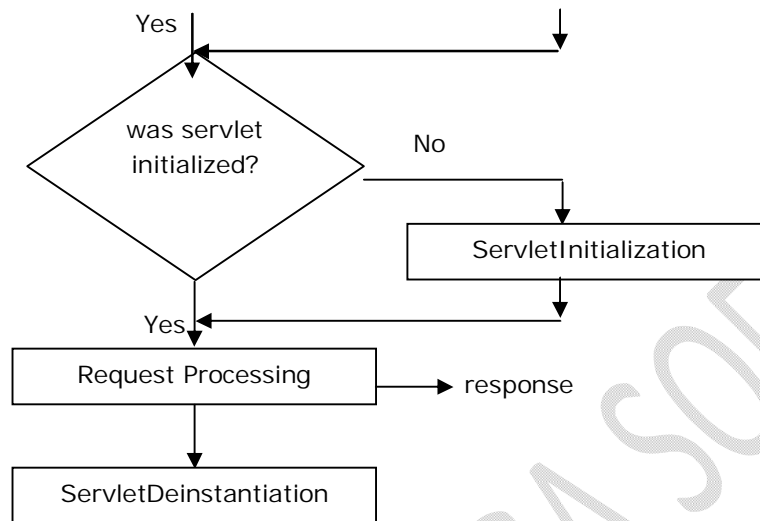 Yes
was servlet
initialized?
No
ServletInitialization
Yes
Request Processing
response
ServletDeinstantiation